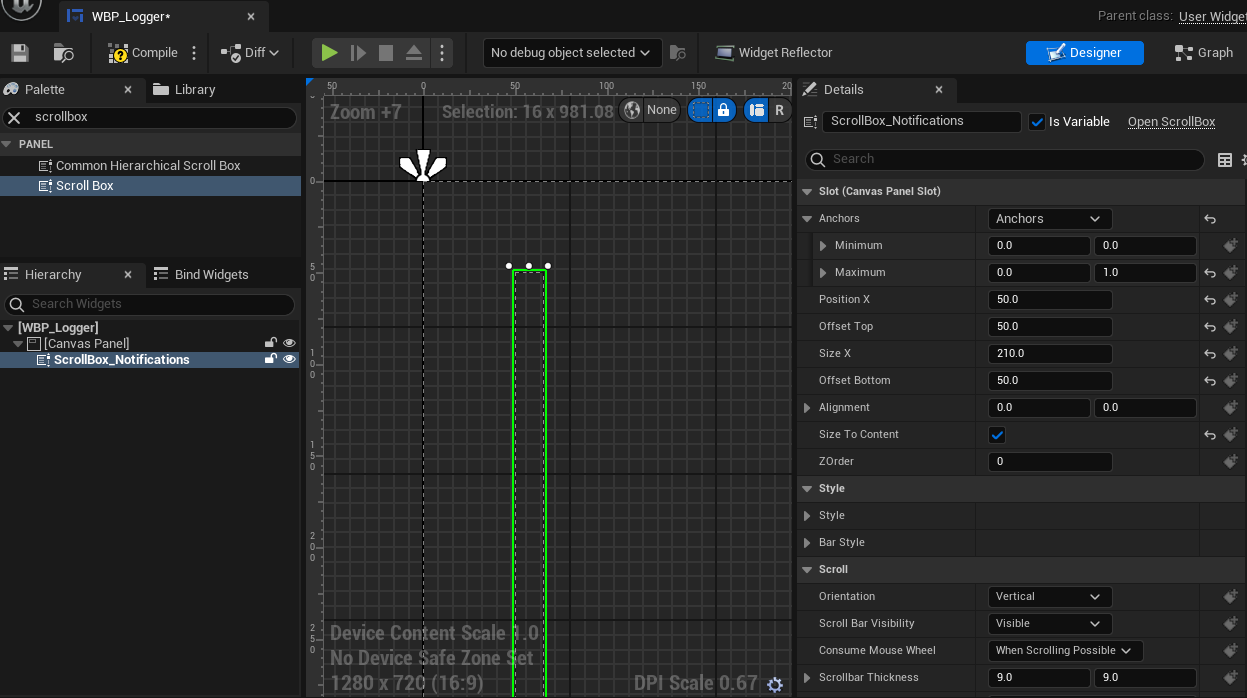 WBP_Logger*
Parent class: User Widget
Compile
Diff
No debug object selected
Widget Reflector
Designer
Graph
Palette
Library
scrollbox
PANEL
Common Hierarchical Scroll Box
Scroll Box
Hierarchy
Bind Widgets
Search Widgets
[WBP_Logger]
[Canvas Panel]
ScrollBox_Notifications
50 0 50 100 150 20
Zoom +7
Selection: 16 x 981.08
None
R
0
50
100
150
200
250
Device Content Scale 1.0
No Device Safe Zone Set
1280 x 720 (16:9)
DPI Scale 0.67
Details
ScrollBox_Notifications
Is Variable
Open ScrollBox
Search
Slot (Canvas Panel Slot)
Anchors Anchors
Minimum 0.0 0.0
Maximum 0.0 1.0
Position X 50.0
Offset Top 50.0
Size X 210.0
Offset Bottom 50.0
Alignment 0.0 0.0
Size To Content
ZOrder 0
Style
Style
Bar Style
Scroll
Orientation Vertical
Scroll Bar Visibility Visible
Consume Mouse Wheel When Scrolling Possible
Scrollbar Thickness 9.0 9.0